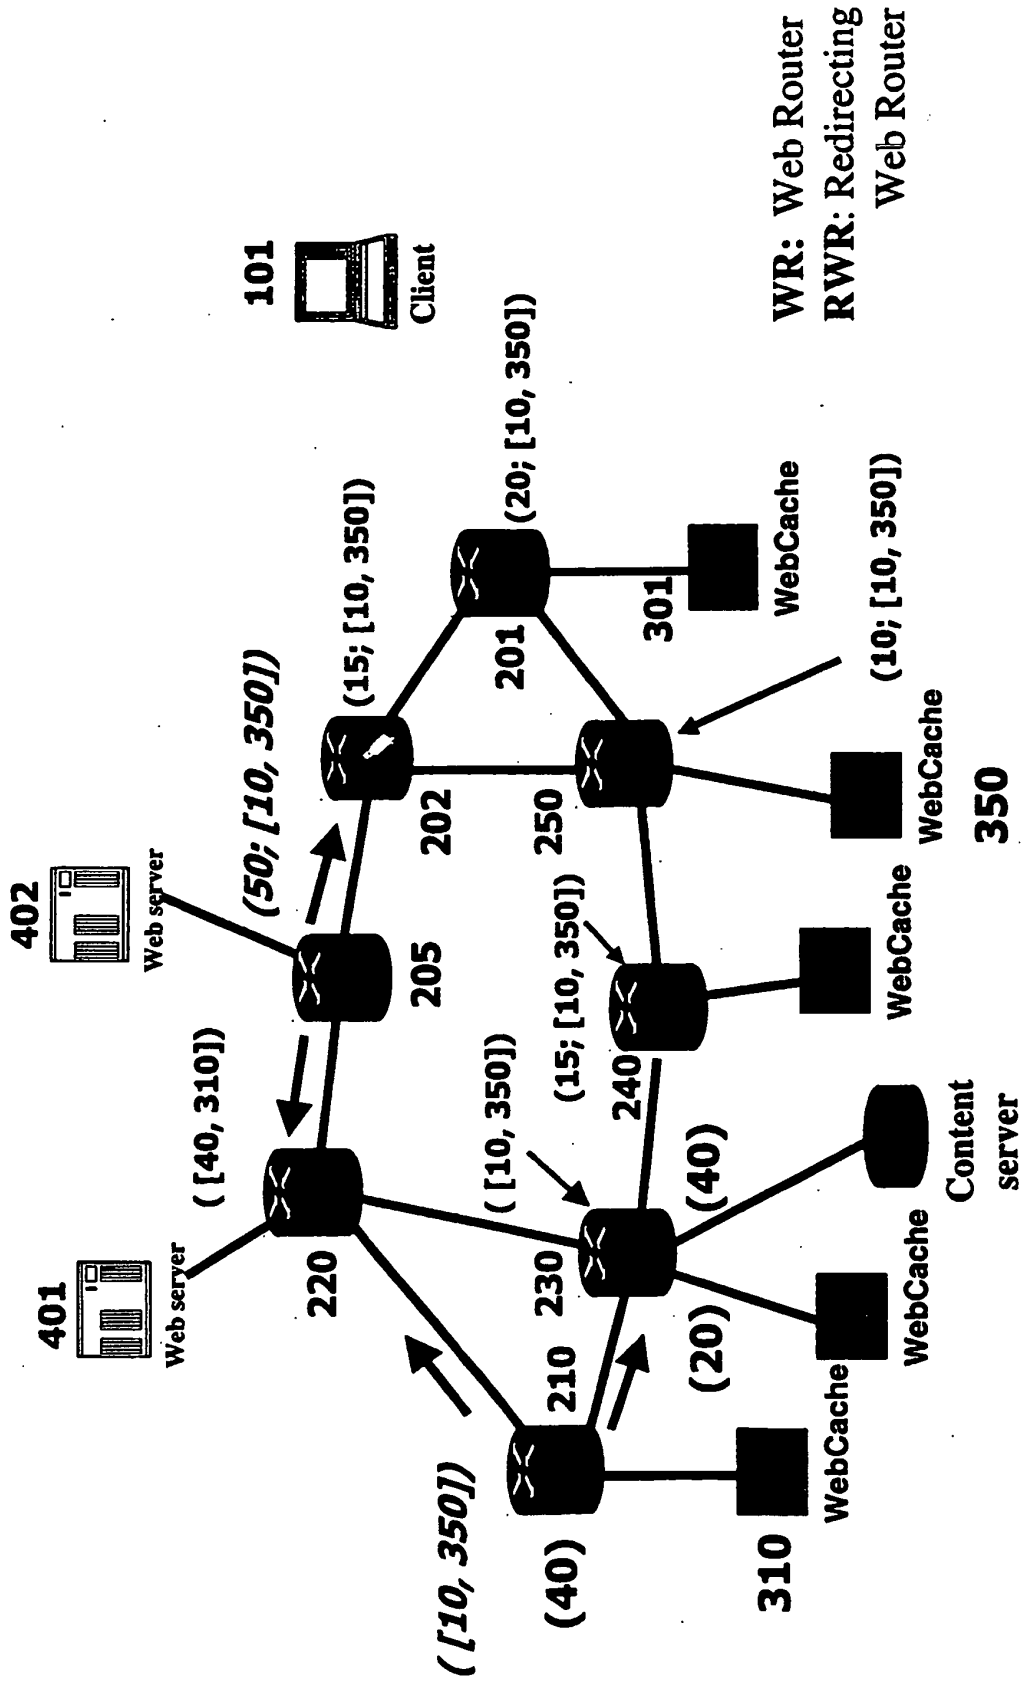 402
Web server
401
Web server
101
Client
([40, 310])
(50; [10, 350])
(15; [10, 350])
(20; [10, 350])
220
205
202
201
([10, 350])
([10, 350])
(15; [10, 350])
(40)
210
230
240
250
301
WebCache
(20)
(40)
(10; [10, 350])
310
WebCache
WebCache
Content
server
WebCache
WebCache
350
WR: Web Router
RWR: Redirecting
Web Router